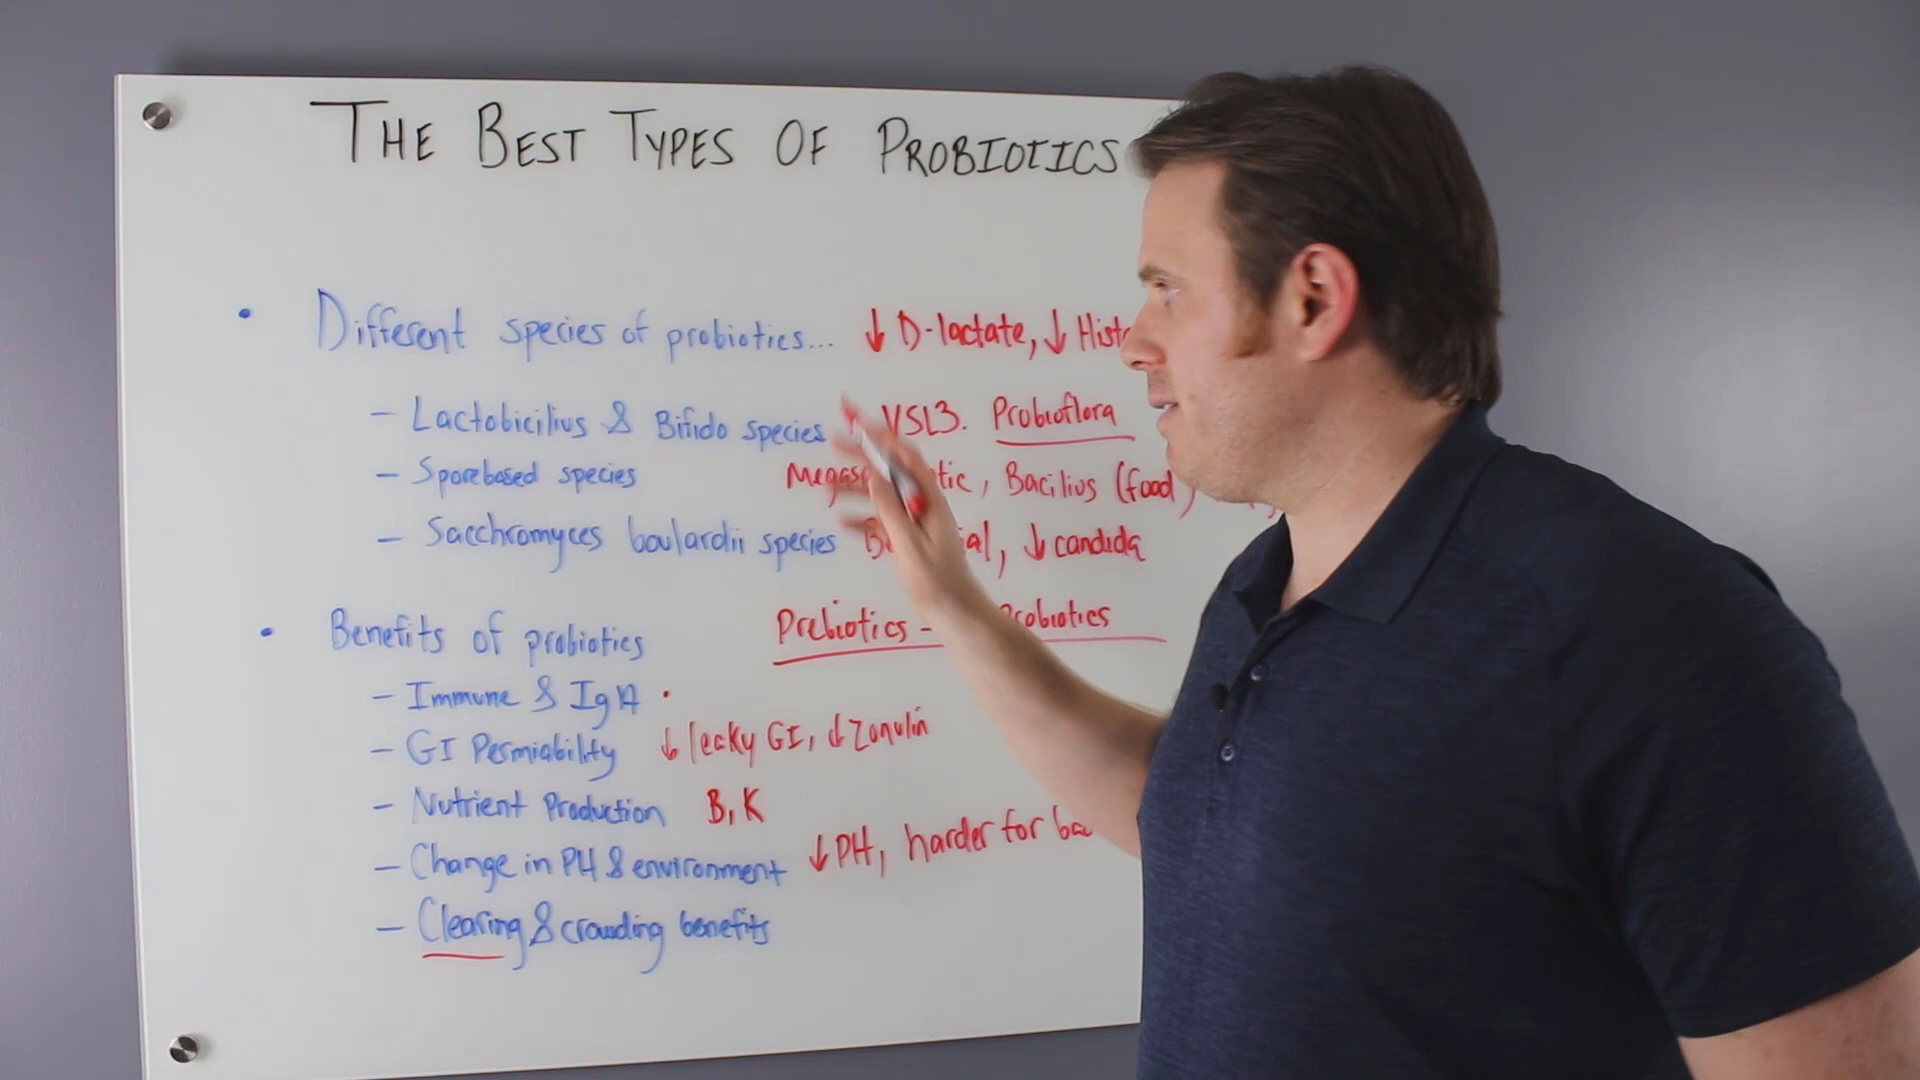 THE BEST TYPES OF PROBIOTICS
• Different species of probiotics... ↓ D-lactate, ↓
– Lactobicilius & Bifido species VSL3. Probioflora
– Sporebased species Bacilius (food)
– Sacchromyces boulardii species ↓ candida
• Benefits of probiotics Prebiotics -
– Immune & IgA •
– GI Permiability ↓ lecky GI, ↓ Zonulin
– Nutrient Production B, K
– Change in PH & environment ↓ PH, harder for
– Clearing & crowding benefits